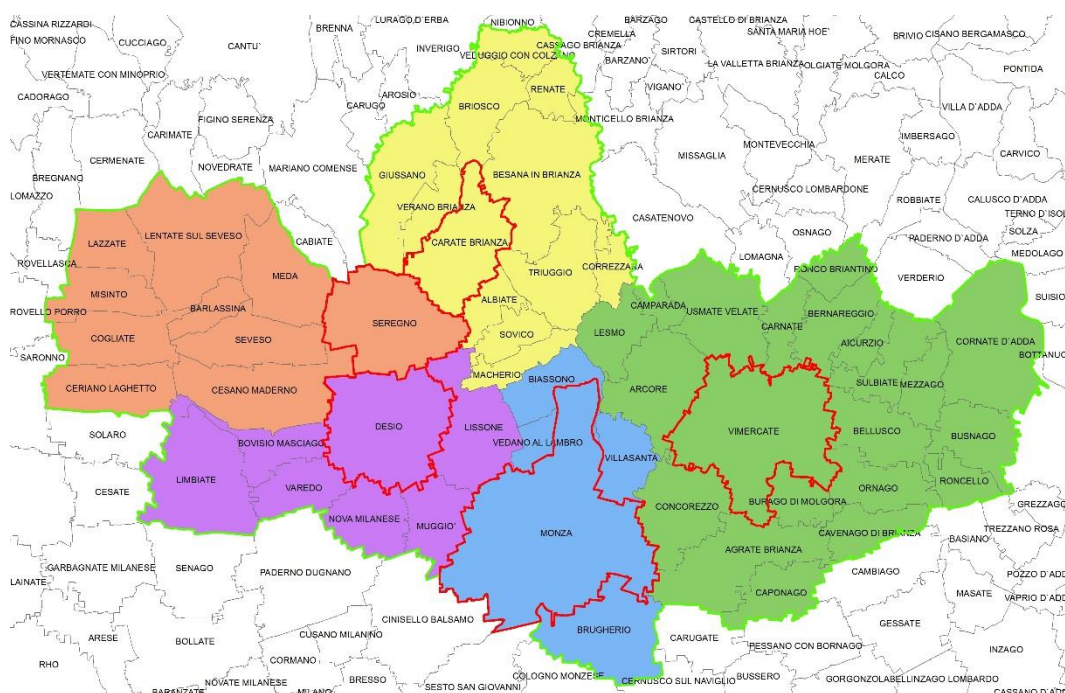 CASSINA RIZZARDI
FINO MORNASCO
CUCCIAGO
CANTU`
BRENNA
LURAGO D`ERBA
NIBIONNO
BARZAGO
CASTELLO DI BRIANZA
CREMELLA
SANTA MARIA HOE`
BRIVIO
CISANO BERGAMASCO
INVERIGO
CASSAGO BRIANZA
VEDUGGIO CON COLZANO
SIRTORI
BARZANO`
LA VALLETTA BRIANZA
OLGIATE MOLGORA
CALCO
PONTIDA
VERTEMATE CON MINOPRIO
CADORAGO
AROSIO
CARUGO
RENATE
VIGANO`
BRIOSCO
MONTICELLO BRIANZA
VILLA D`ADDA
FIGINO SERENZA
CARIMATE
IMBERSAGO
MONTEVECCHIA
MISSAGLIA
MERATE
CARVICO
CERMENATE
NOVEDRATE
MARIANO COMENSE
BREGNANO
GIUSSANO
BESANA IN BRIANZA
CERNUSCO LOMBARDONE
LOMAZZO
ROBBIATE
CALUSCO D`ADDA
VERANO BRIANZA
CASATENOVO
TERNO D`ISOL
LAZZATE
LENTATE SUL SEVESO
CABIATE
CARATE BRIANZA
OSNAGO
PADERNO D`ADDA
SOLZA
MEDOLAGO
ROVELLASCA
LOMAGNA
CORREZZANA
RONCO BRIANTINO
VERDERIO
MEDA
TRIUGGIO
MISINTO
SUISIO
ROVELLO PORRO
BARLASSINA
ALBIATE
CAMPARADA
USMATE VELATE
BERNAREGGIO
SEREGNO
LESMO
CARNATE
COGLIATE
SEVESO
SOVICO
AICURZIO
CORNATE D`ADDA
SARONNO
BOTTANUC
MACHERIO
BIASSONO
CERIANO LAGHETTO
CESANO MADERNO
ARCORE
SULBIATE
MEZZAGO
DESIO
LISSONE
VIMERCATE
BELLUSCO
SOLARO
BOVISIO MASCIAGO
VEDANO AL LAMBRO
BUSNAGO
VILLASANTA
LIMBIATE
CESATE
VAREDO
ORNAGO
RONCELLO
CONCOREZZO
BURAGO DI MOLGORA
GREZZAGO
NOVA MILANESE
MUGGIO`
TREZZANO ROSA
MONZA
CAVENAGO DI BRIANZA
BASIANO
AGRATE BRIANZA
GARBAGNATE MILANESE
SENAGO
PADERNO DUGNANO
CAMBIAGO
POZZO D`ADD
LAINATE
CAPONAGO
MASATE
VAPRIO D`ADD
CINISELLO BALSAMO
GESSATE
ARESE
BOLLATE
CUSANO MILANINO
BRUGHERIO
CARUGATE
PESSANO CON BORNAGO
INZAGO
RHO
CORMANO
COLOGNO MONZESE
BUSSERO
NOVATE MILANESE
BRESSO
CERNUSCO SUL NAVIGLIO
GORGONZOLA
BELLINZAGO LOMBARDO
BARANZATE
MILANO
SESTO SAN GIOVANNI
CASSANO D`ADD